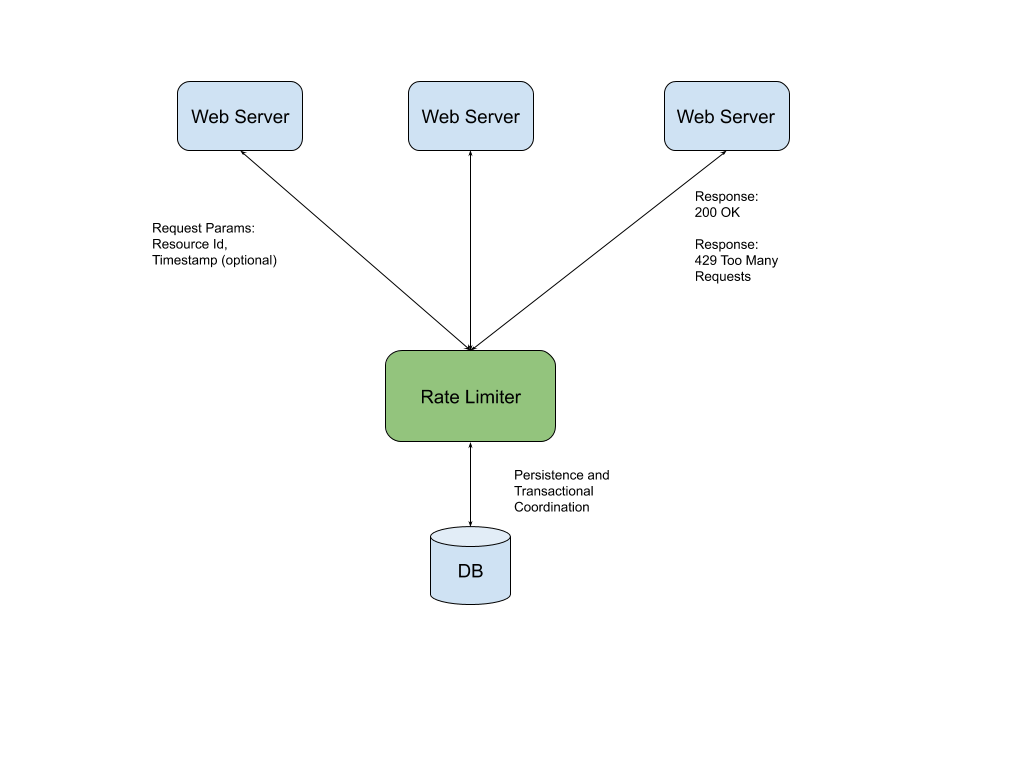 Web Server
Web Server
Web Server
Request Params:
Resource Id,
Timestamp (optional)
Response:
200 OK
Response:
429 Too Many
Requests
Rate Limiter
Persistence and
Transactional
Coordination
DB